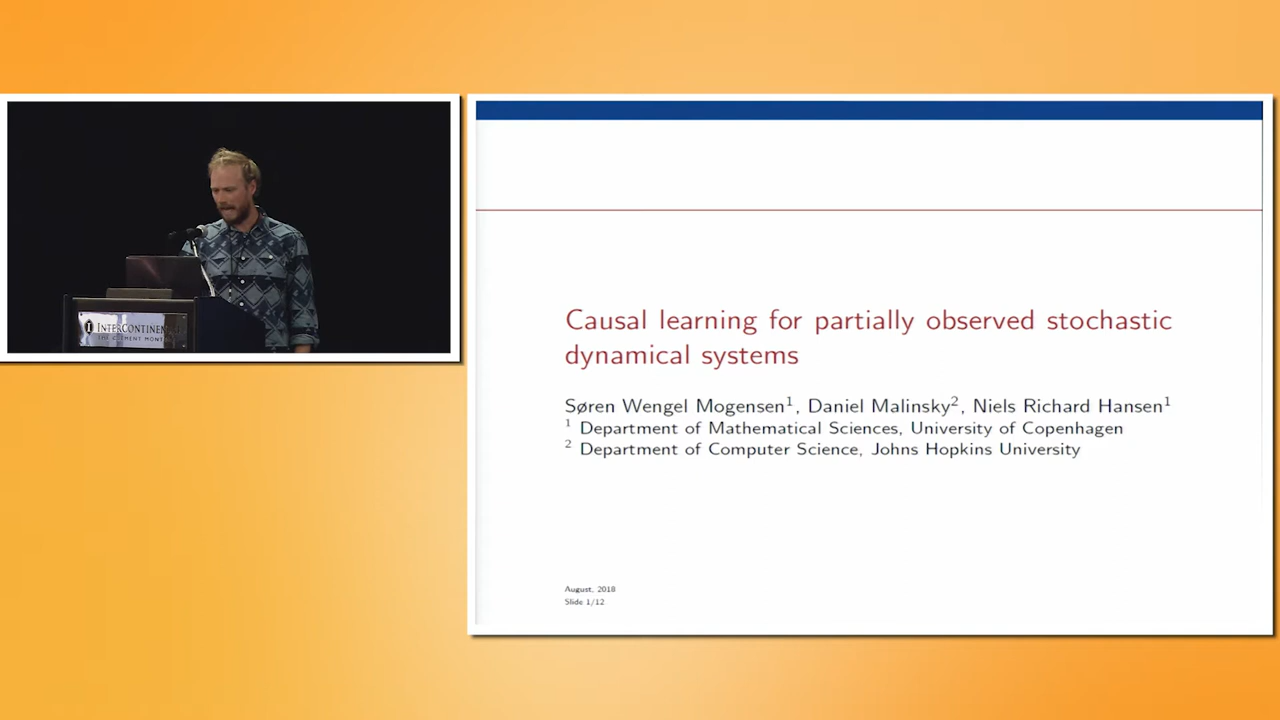 Causal learning for partially observed stochastic
dynamical systems
Søren Wengel Mogensen¹, Daniel Malinsky², Niels Richard Hansen¹
¹ Department of Mathematical Sciences, University of Copenhagen
² Department of Computer Science, Johns Hopkins University
August, 2018
Slide 1/12